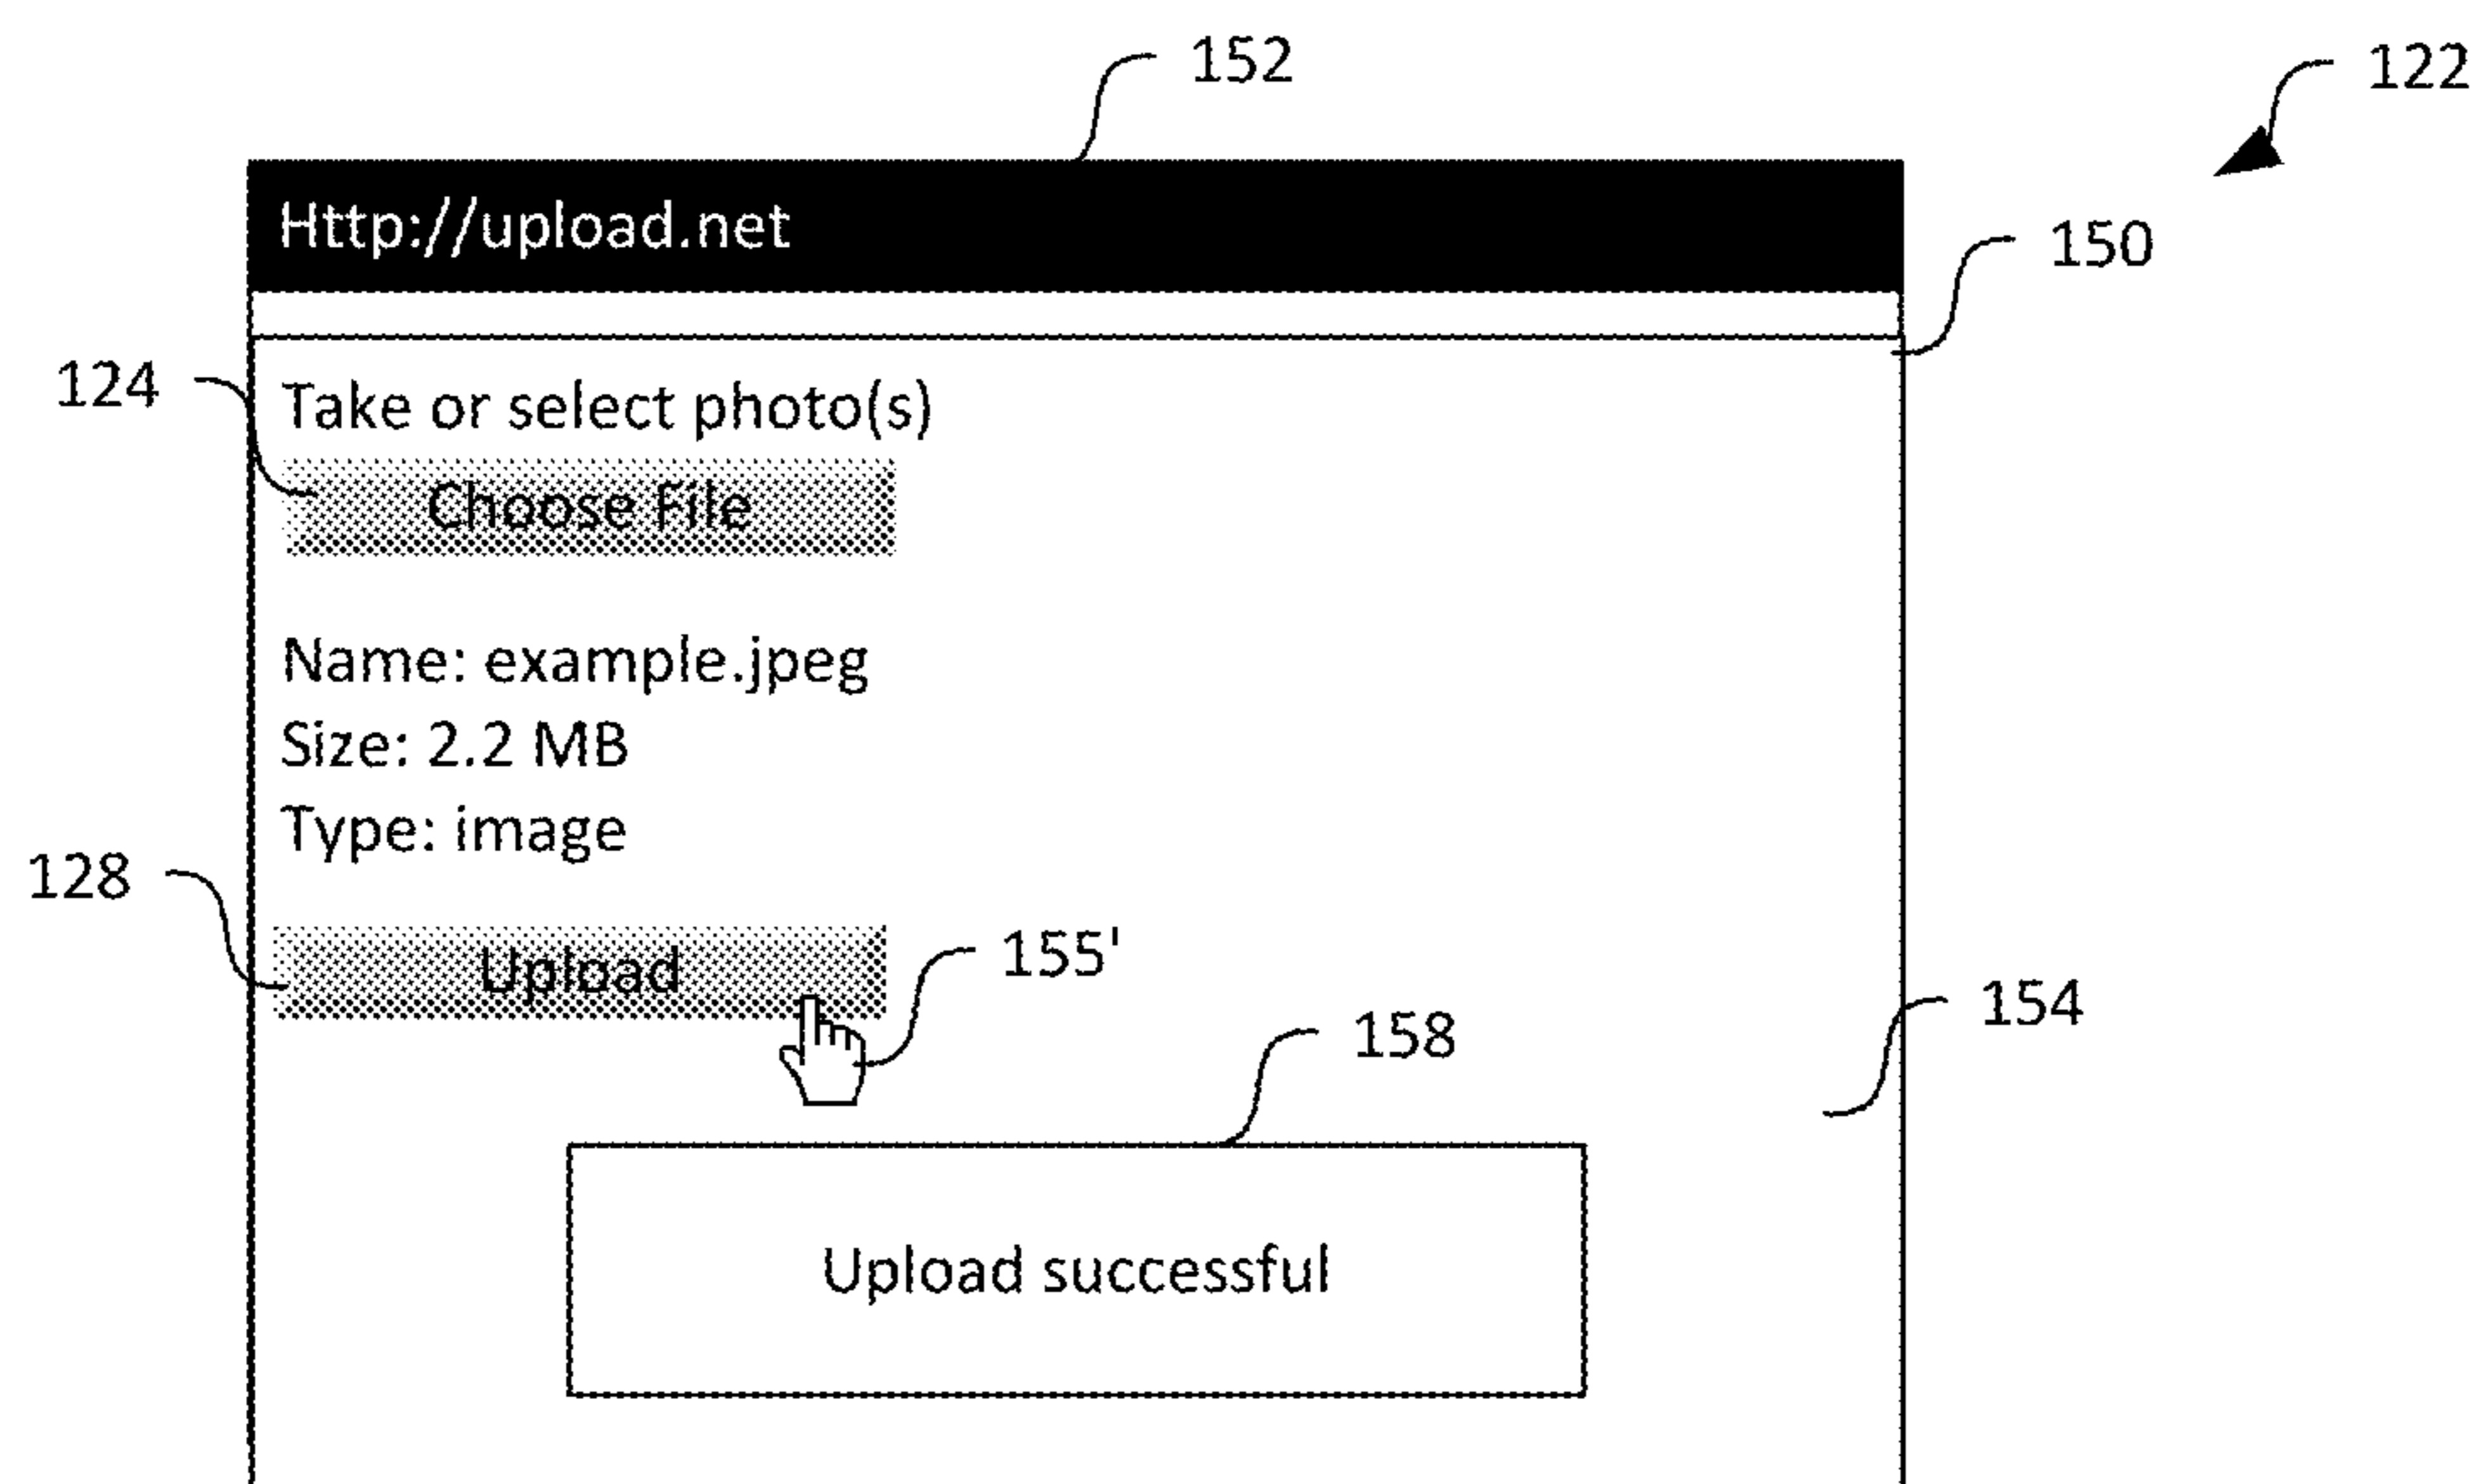 152
122
Http://upload.net
150
124
Take or select photo(s)
Choose File
Name: example.jpeg
Size: 2.2 MB
Type: image
128
Upload
155'
154
158
Upload successful